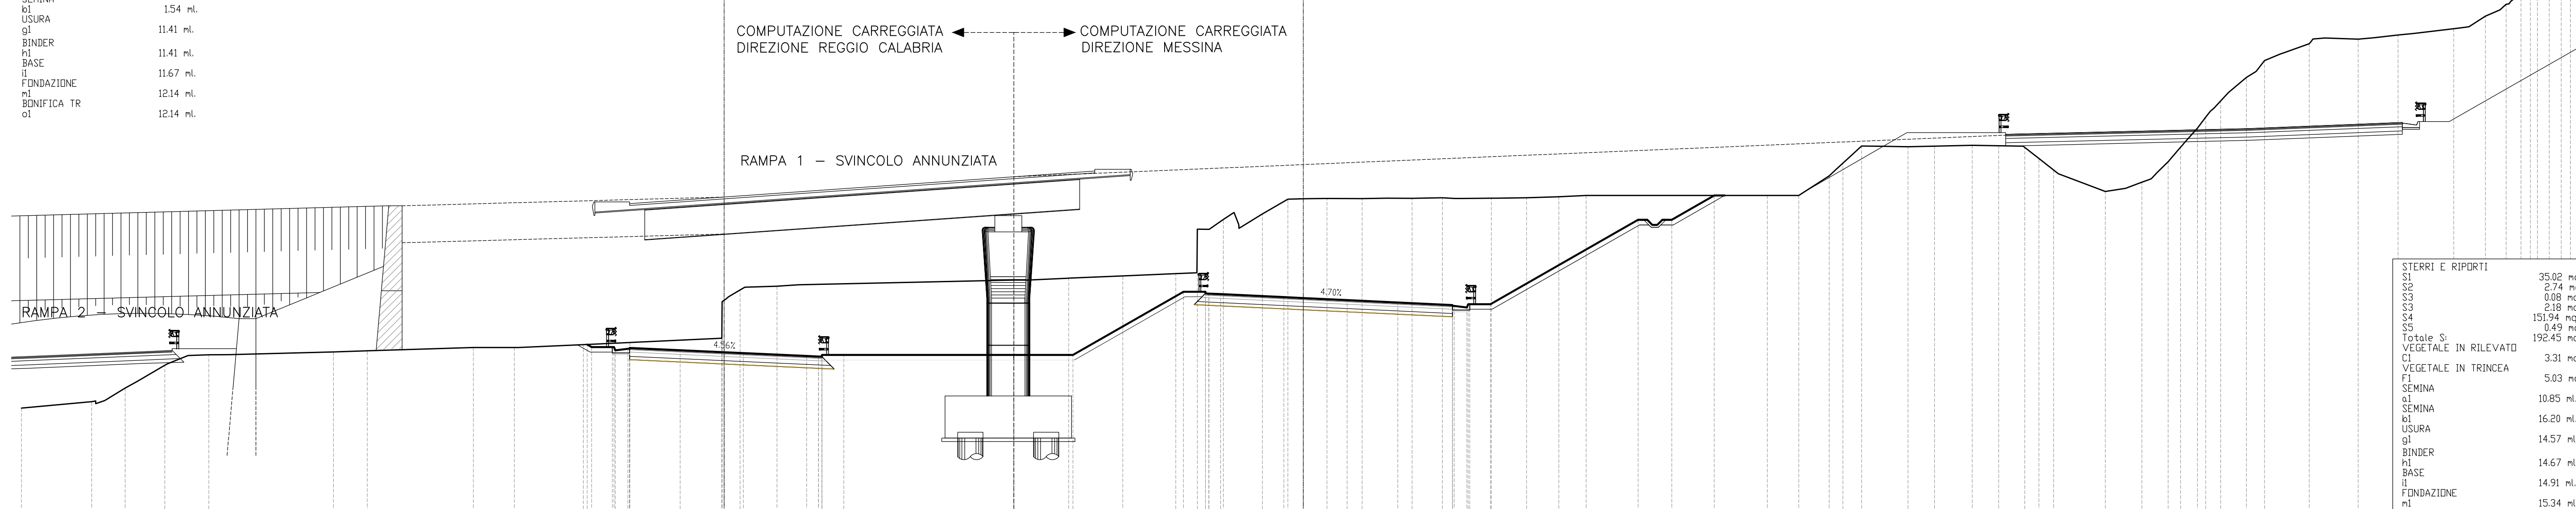 b1 1.54 ml.
USURA
g1 11.41 ml.
BINDER
h1 11.41 ml.
BASE
i1 11.67 ml.
FONDAZIONE
m1 12.14 ml.
BONIFICA TR
o1 12.14 ml.
COMPUTAZIONE CARREGGIATA
DIREZIONE REGGIO CALABRIA
COMPUTAZIONE CARREGGIATA
DIREZIONE MESSINA
RAMPA 1 – SVINCOLO ANNUNZIATA
RAMPA 2 – SVINCOLO ANNUNZIATA
4.56%
4.70%
STERRI E RIPORTI
S1 35.02
S2 2.74
S3 0.08
S3 2.18
S4 151.94 mq
S5 0.49
Totale S: 192.45
VEGETALE IN RILEVATO
C1 3.31
VEGETALE IN TRINCEA
F1 5.03
SEMINA
a1 10.85 ml.
SEMINA
b1 16.20 ml.
USURA
g1 14.57 ml
BINDER
h1 14.67 ml
BASE
i1 14.91 ml.
FONDAZIONE
m1 15.34 ml